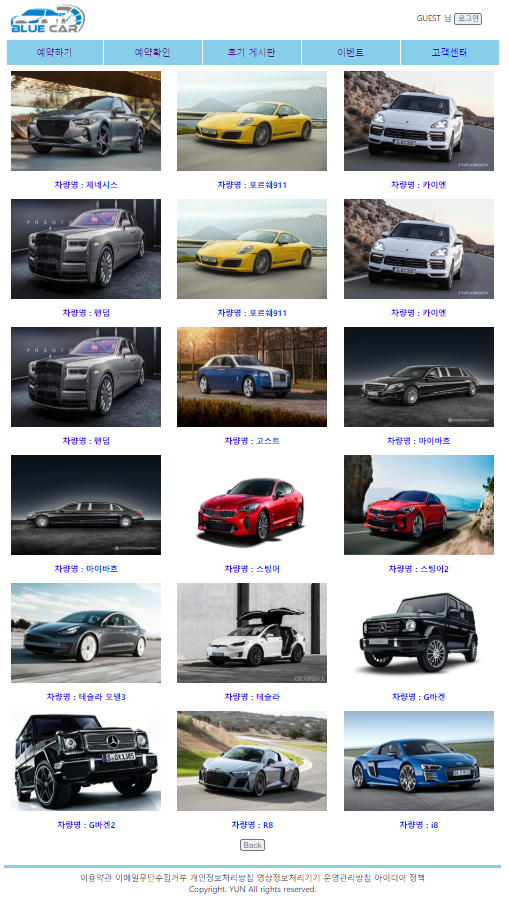 BLUE CAR
GUEST 님 로그인
예약하기 예약확인 후기 게시판 이벤트 고객센터
차량명 : 제네시스 차량명 : 포르쉐911 차량명 : 카이엔
PHANT
차량명 : 팬덤 차량명 : 포르쉐911 차량명 : 카이엔
PHANT
차량명 : 팬덤 차량명 : 고스트 차량명 : 마이바흐
차량명 : 마이바흐 차량명 : 스팅어 차량명 : 스팅어2
GEARBAX
차량명 : 테슬라 모델3 차량명 : 테슬라 차량명 : G바겐
차량명 : G바겐2 차량명 : R8 차량명 : i8
Back
이용약관 이메일무단수집거부 개인정보처리방침 영상정보처리기기 운영관리방침 아이디어 정책
Copyright. YUN All rights reserved.